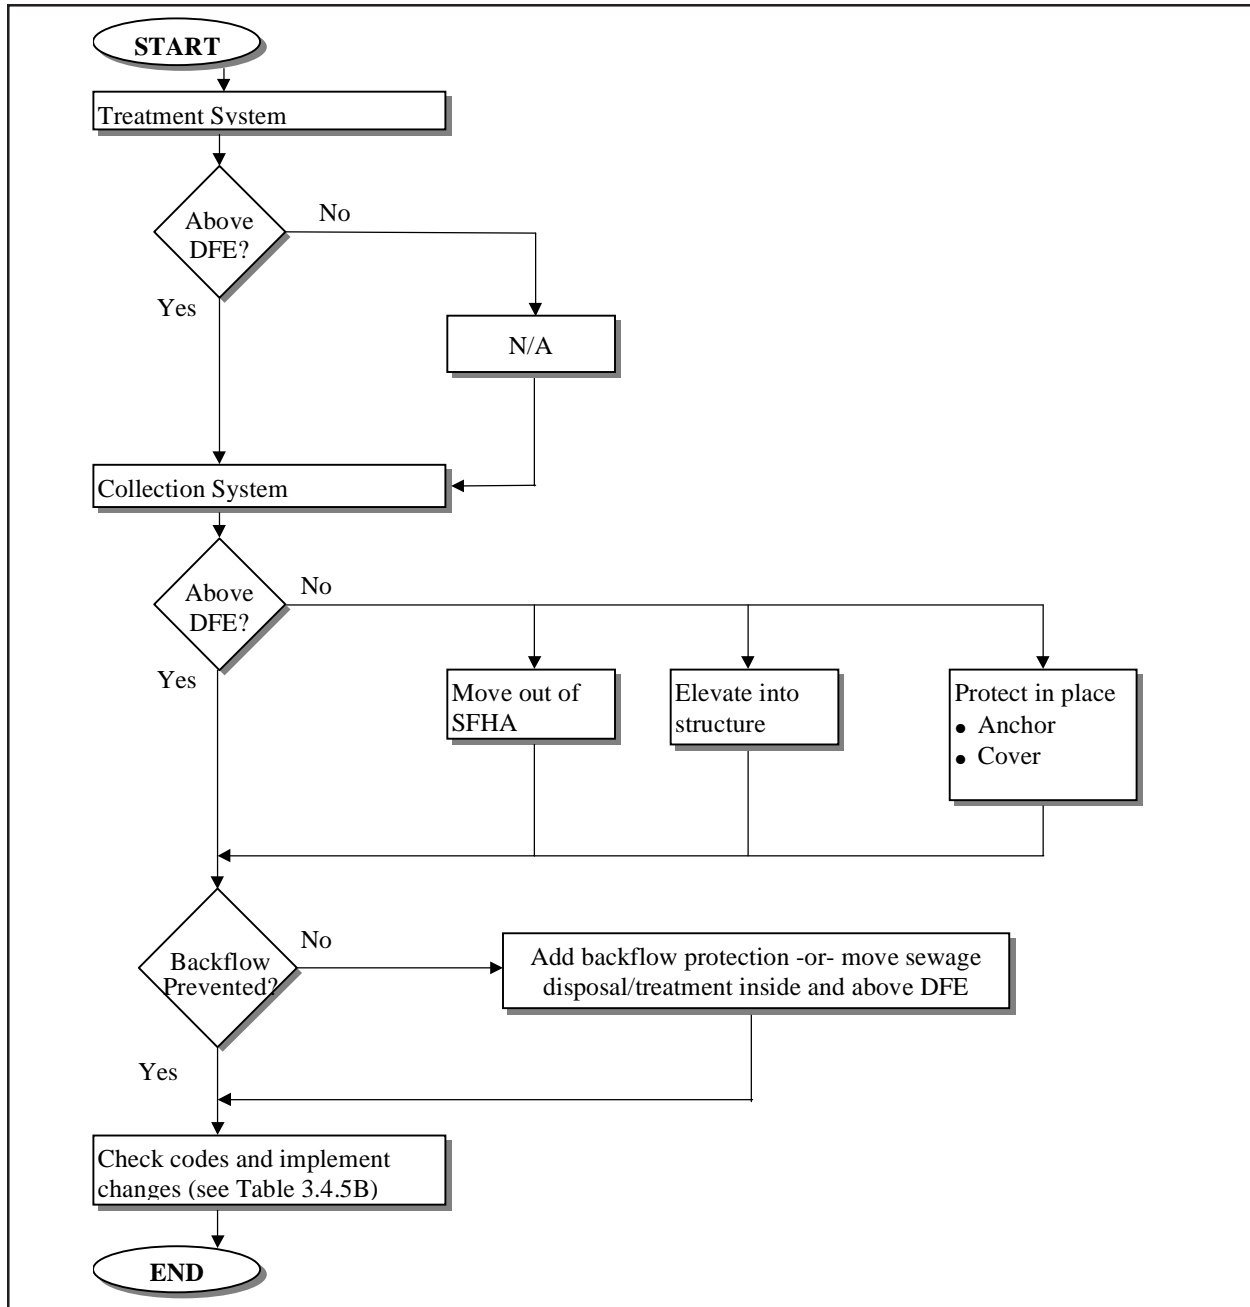 START
Treatment System
Above
DFE?
No
Yes
N/A
Collection System
Above
DFE?
No
Yes
Move out of
SFHA
Elevate into
structure
Protect in place
● Anchor
● Cover
Backflow
Prevented?
No
Yes
Add backflow protection -or- move sewage
disposal/treatment inside and above DFE
Check codes and implement
changes (see Table 3.4.5B)
END